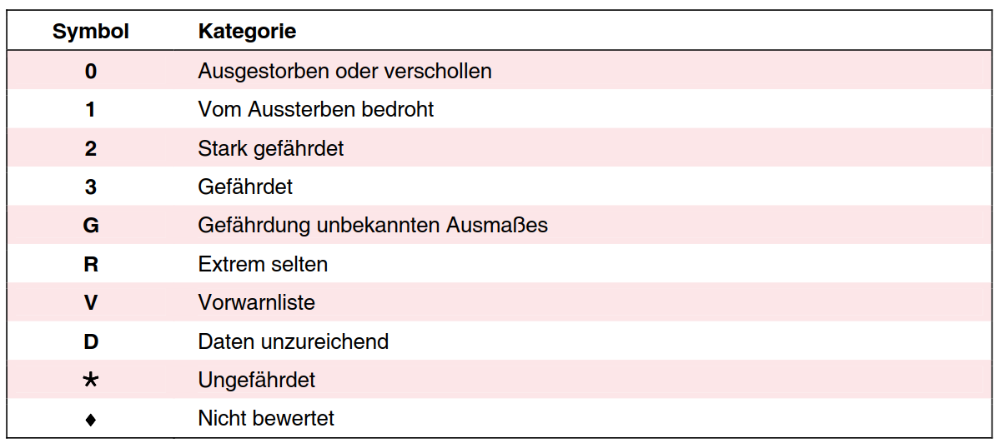 Symbol Kategorie
0 Ausgestorben oder verschollen
1 Vom Aussterben bedroht
2 Stark gefährdet
3 Gefährdet
G Gefährdung unbekannten Ausmaßes
R Extrem selten
V Vorwarnliste
D Daten unzureichend
* Ungefährdet
♦ Nicht bewertet